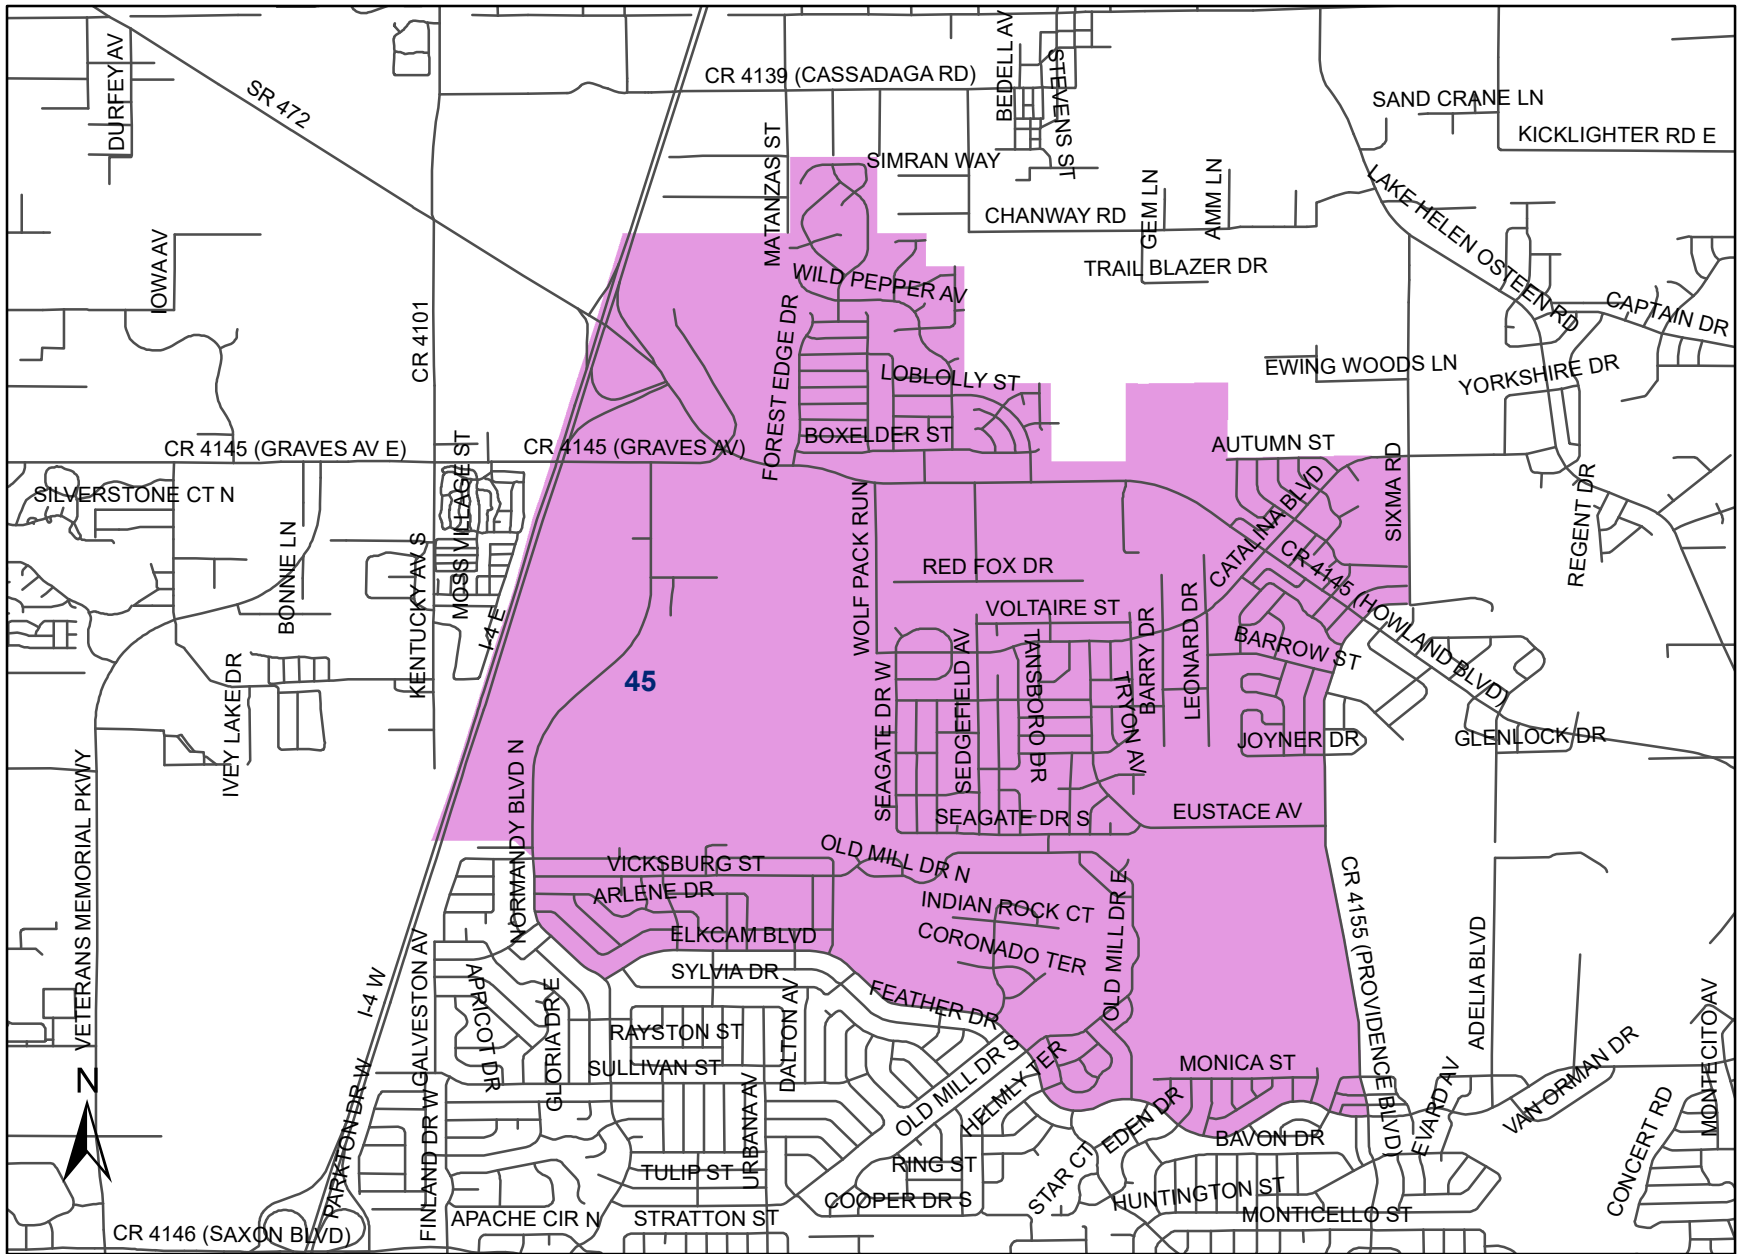 DURFEY AV
SR 472
CR 4139 (CASSADAGA RD)
BEDELL AV
STEVENS ST
SAND CRANE LN
KICKLIGHTER RD E
MATANZAS ST
SIMRAN WAY
CHANWAY RD
GEM LN
AMM LN
LAKE HELEN OSTEEN RD
IOWA AV
WILD PEPPER AV
TRAIL BLAZER DR
CAPTAIN DR
CR 4101
FOREST EDGE DR
LOBLOLLY ST
EWING WOODS LN
YORKSHIRE DR
CR 4145 (GRAVES AV E)
MOSS VILLAGE ST
CR 4145 (GRAVES AV)
BOXELDER ST
AUTUMN ST
SIXMA RD
SILVERSTONE CT N
BONNIE LN
KENTUCKY AV S
I-4 E
WOLF PACK RUN
CATALINA BLVD
REGENT DR
RED FOX DR
CR 4145 (HOWLAND BLVD)
VOLTAIRE ST
BARRY DR
LEONARD DR
BARROW ST
IVEY LAKE DR
45
SEAGATE DR W
SEDGEFIELD AV
TANSBORO DR
TRYON AV
JOYNER DR
GLENLOCK DR
VETERANS MEMORIAL PKWY
NORMANDY BLVD N
SEAGATE DR S
EUSTACE AV
VICKSBURG ST
OLD MILL DR N
ARLENE DR
INDIAN ROCK CT
OLD MILL DR E
CR 4155 (PROVIDENCE BLVD)
ELKCAM BLVD
CORONADO TER
ADELIA BLVD
I-4 W
GALVESTON AV
APRICOT DR
GLORIA DR E
SYLVIA DR
DALTON AV
FEATHER DR
MONTECITO AV
RAYSTON ST
OLD MILL DR S
HELMLY TER
N
SULLIVAN ST
MONICA ST
EVARD AV
VAN ORMAN DR
PARKTON DR W
FINLAND DR W
URBANA AV
EDEN DR
BAVON DR
CONCERT RD
TULIP ST
RING ST
STAR CT
HUNTINGTON ST
COOPER DR S
CR 4146 (SAXON BLVD)
APACHE CIR N
STRATTON ST
MONTICELLO ST